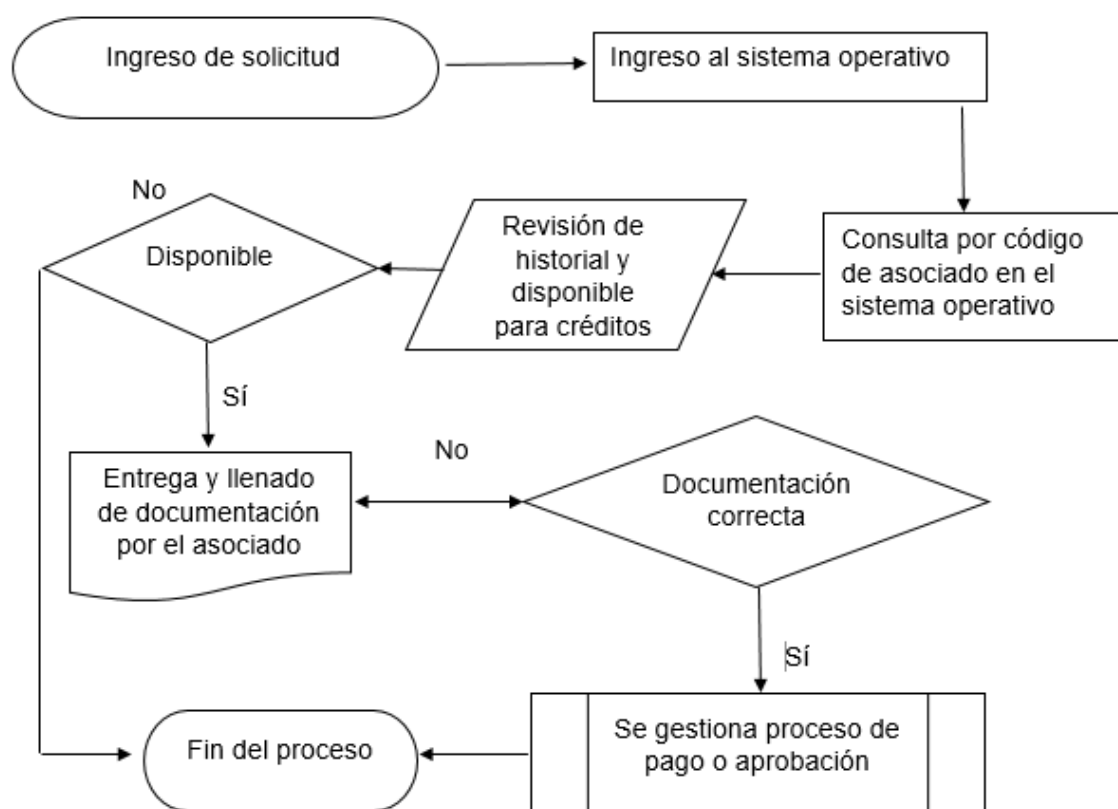 Ingreso de solicitud
Ingreso al sistema operativo
Consulta por código
de asociado en el
sistema operativo
Revisión de
historial y
disponible
para créditos
No
Disponible
Sí
Entrega y llenado
de documentación
por el asociado
No
Documentación
correcta
Sí
Se gestiona proceso de
pago o aprobación
Fin del proceso